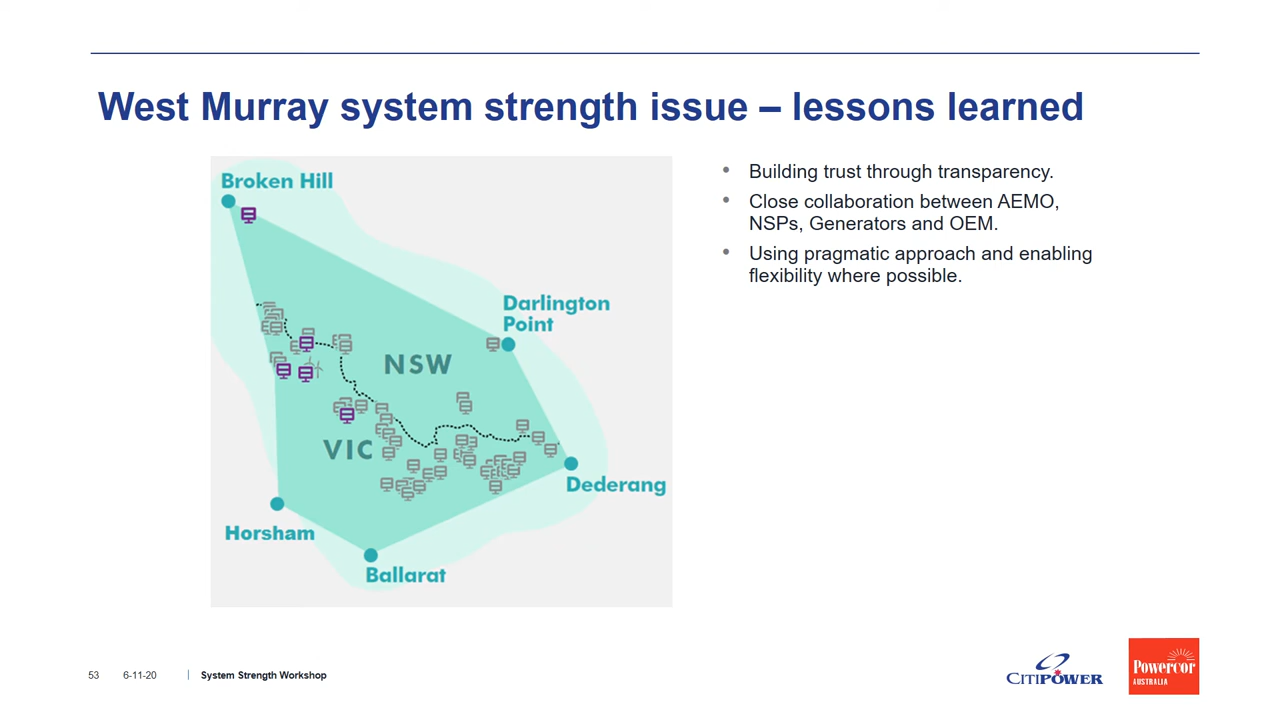 West Murray system strength issue – lessons learned
Broken Hill
Darlington
Point
NSW
VIC
Dederang
Horsham
Ballarat
• Building trust through transparency.
• Close collaboration between AEMO,
NSPs, Generators and OEM.
• Using pragmatic approach and enabling
flexibility where possible.
53 6-11-20 | System Strength Workshop
CITIPOWER
Powercor
AUSTRALIA